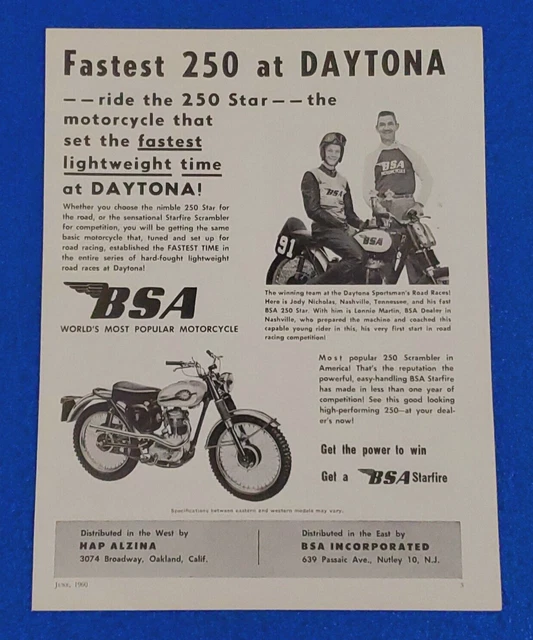 Fastest 250 at DAYTONA
--ride the 250 Star--the
motorcycle that
set the fastest
lightweight time
at DAYTONA!
Whether you choose the nimble 250 Star for
the road, or the sensational Starfire Scrambler
for competition, you will be getting the same
basic motorcycle that, tuned and set up for
road racing, established the FASTEST TIME in
the entire series of hard-fought lightweight
road races at Daytona!
BSA
WORLD'S MOST POPULAR MOTORCYCLE
BSA
BSA
91
BSA
The winning team at the Daytona Sportsman's Road Races!
Here is Jody Nicholas, Nashville, Tennessee, and his fast
BSA 250 Star. With him is Lonnie Martin, BSA Dealer in
Nashville, who prepared the machine and coached this
capable young rider in this, his very first start in road
racing competition!
Most popular 250 Scrambler in
America! That's the reputation the
powerful, easy-handling BSA Starfire
has made in less than one year of
competition! See this good looking
high-performing 250—at your deal-
er's now!
Get the power to win
Get a BSA Starfire
Specifications between eastern and western models may vary.
Distributed in the West by
HAP ALZINA
3074 Broadway, Oakland, Calif.
Distributed in the East by
BSA INCORPORATED
639 Passaic Ave., Nutley 10, N.J.
June, 1960